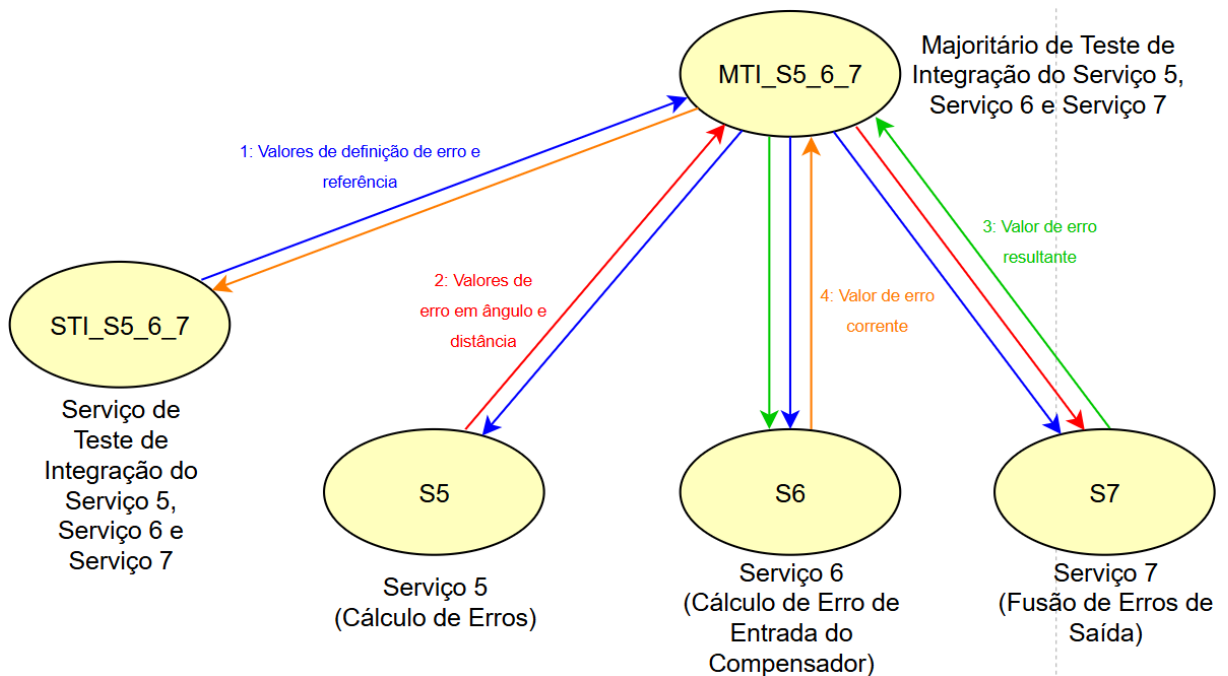 MTI_S5_6_7
Majoritário de Teste de
Integração do Serviço 5,
Serviço 6 e Serviço 7
1: Valores de definição de erro e
referência
2: Valores de
erro em ângulo e
distância
3: Valor de erro
resultante
4: Valor de erro
corrente
STI_S5_6_7
Serviço de
Teste de
Integração do
Serviço 5,
Serviço 6 e
Serviço 7
S5
Serviço 5
(Cálculo de Erros)
S6
Serviço 6
(Cálculo de Erro de
Entrada do
Compensador)
S7
Serviço 7
(Fusão de Erros de
Saída)